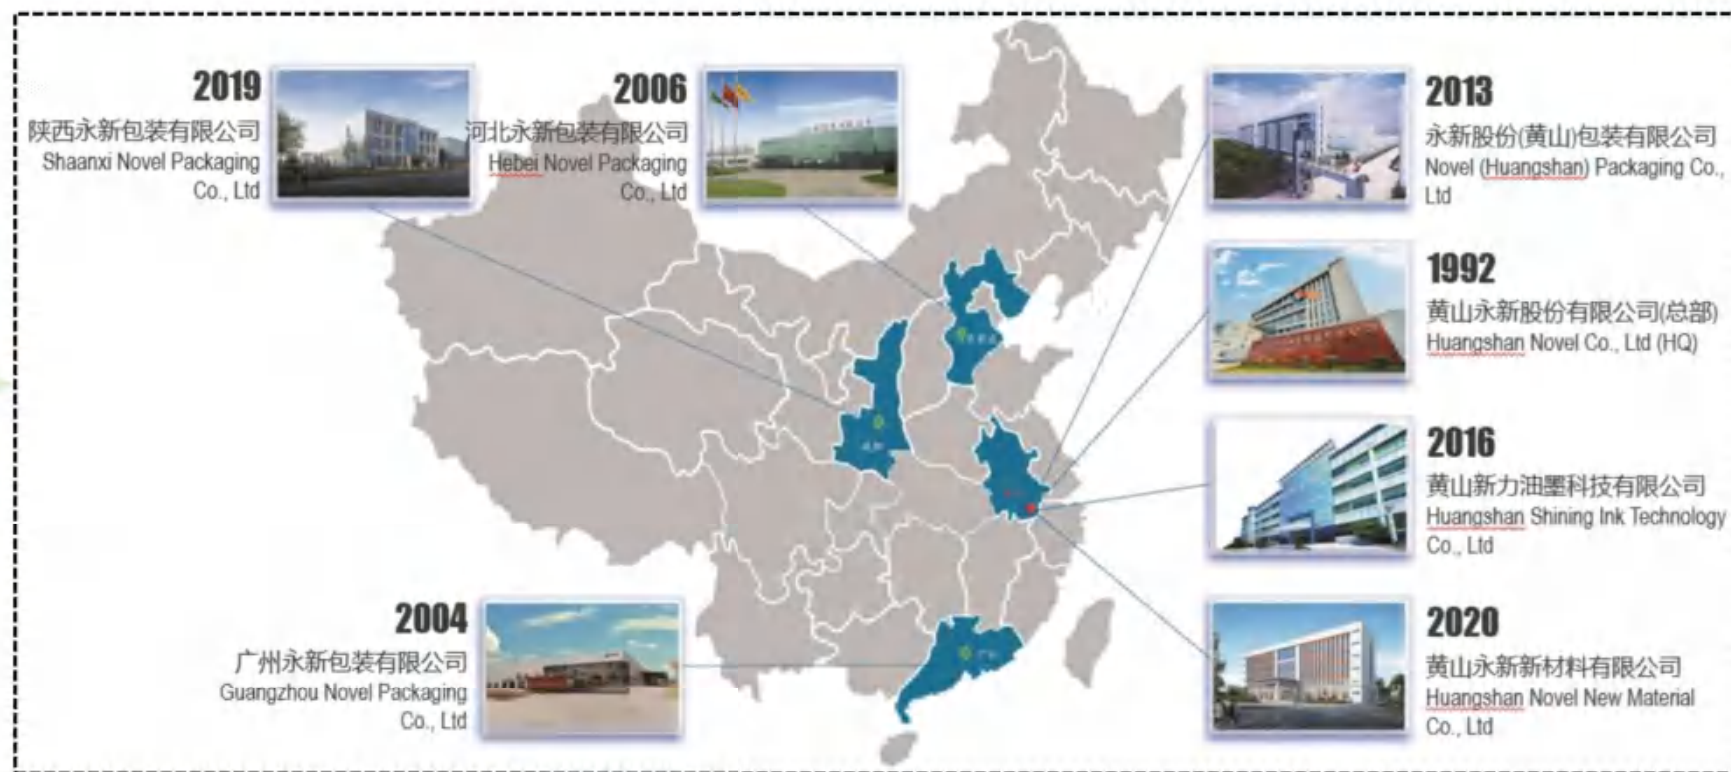 2019
陕西永新包装有限公司
Shaanxi Novel Packaging
Co., Ltd
2006
河北永新包装有限公司
Hebei Novel Packaging
Co., Ltd
2013
永新股份(黄山)包装有限公司
Novel (Huangshan) Packaging Co.,
Ltd
1992
黄山永新股份有限公司(总部)
Huangshan Novel Co., Ltd (HQ)
2016
黄山新力油墨科技有限公司
Huangshan Shining Ink Technology
Co., Ltd
2004
广州永新包装有限公司
Guangzhou Novel Packaging
Co., Ltd
2020
黄山永新新材料有限公司
Huangshan Novel New Material
Co., Ltd